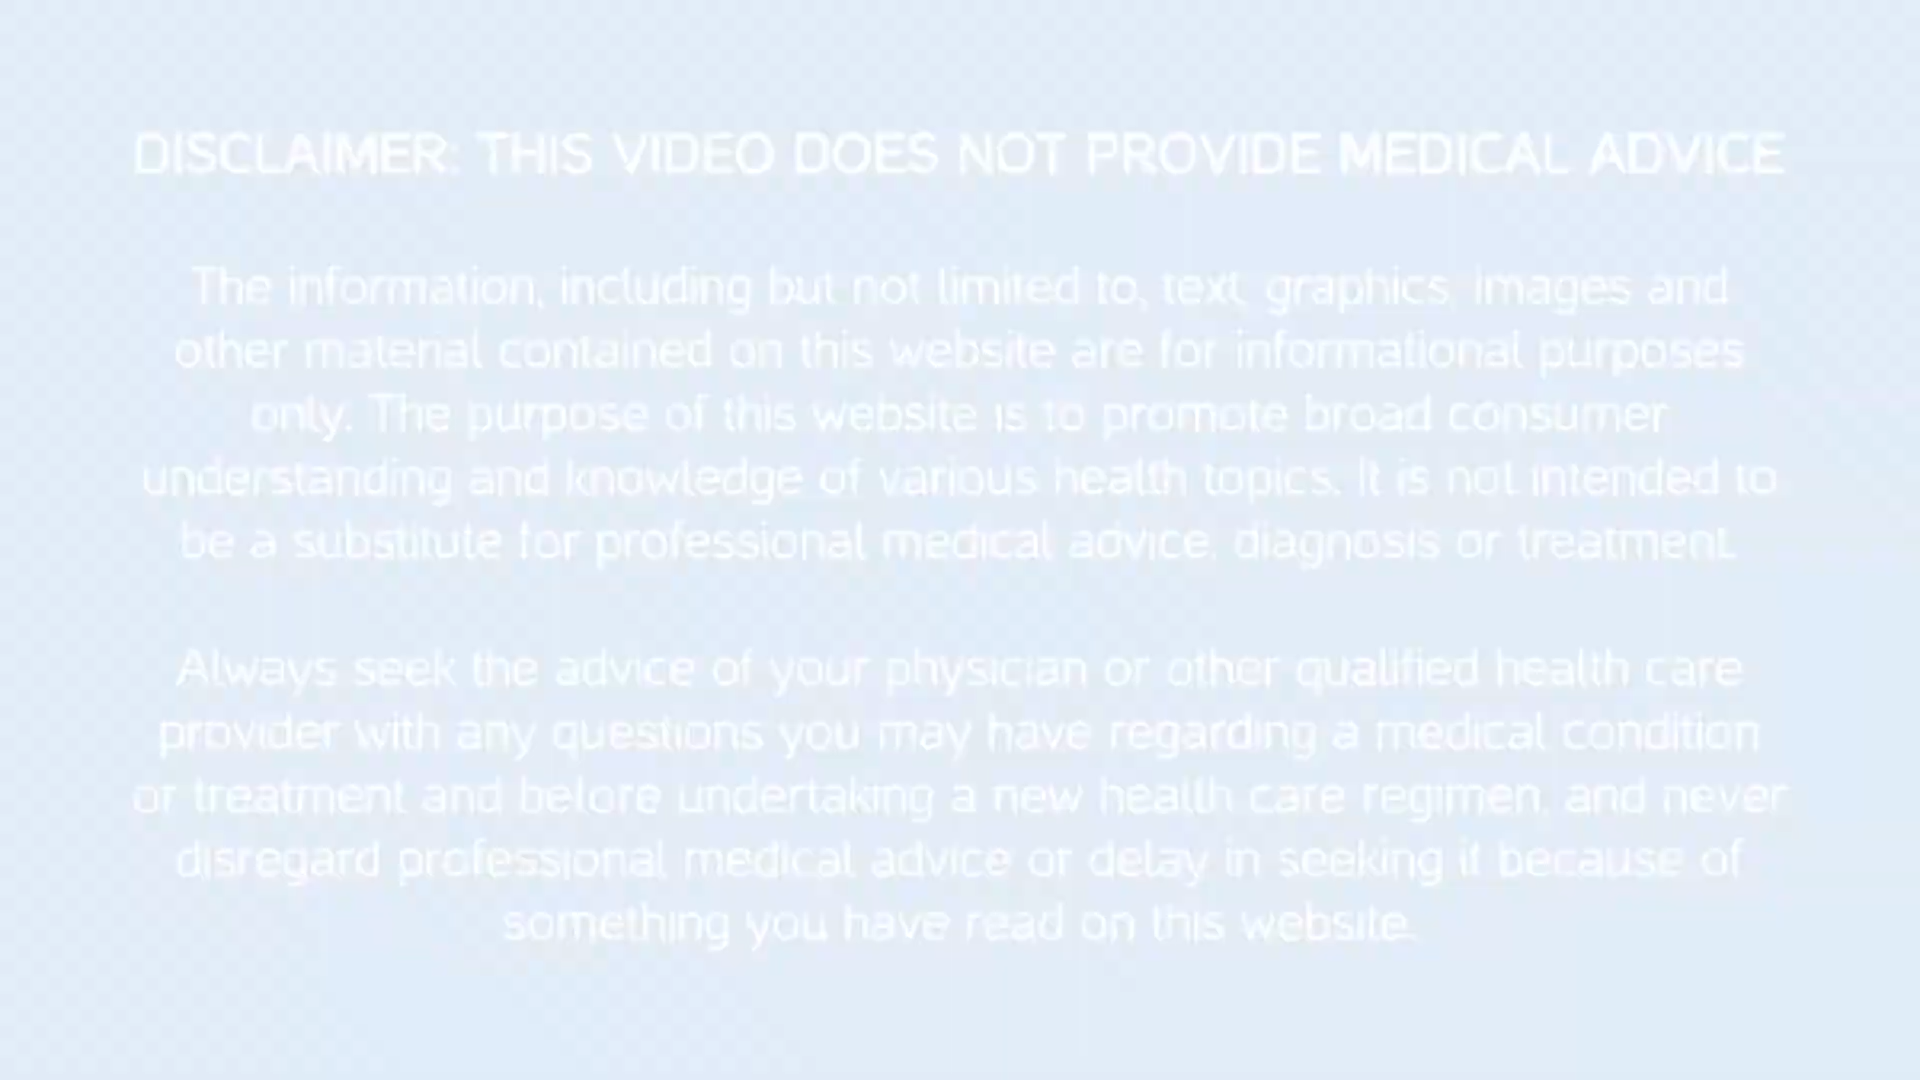 DISCLAIMER: THIS VIDEO DOES NOT PROVIDE MEDICAL ADVICE
The information, including but not limited to, text, graphics, images and
other material contained on this website are for informational purposes
only. The purpose of this website is to promote broad consumer
understanding and knowledge of various health topics. It is not intended to
be a substitute for professional medical advice, diagnosis or treatment.
Always seek the advice of your physician or other qualified health care
provider with any questions you may have regarding a medical condition
or treatment and before undertaking a new health care regimen, and never
disregard professional medical advice or delay in seeking it because of
something you have read on this website.